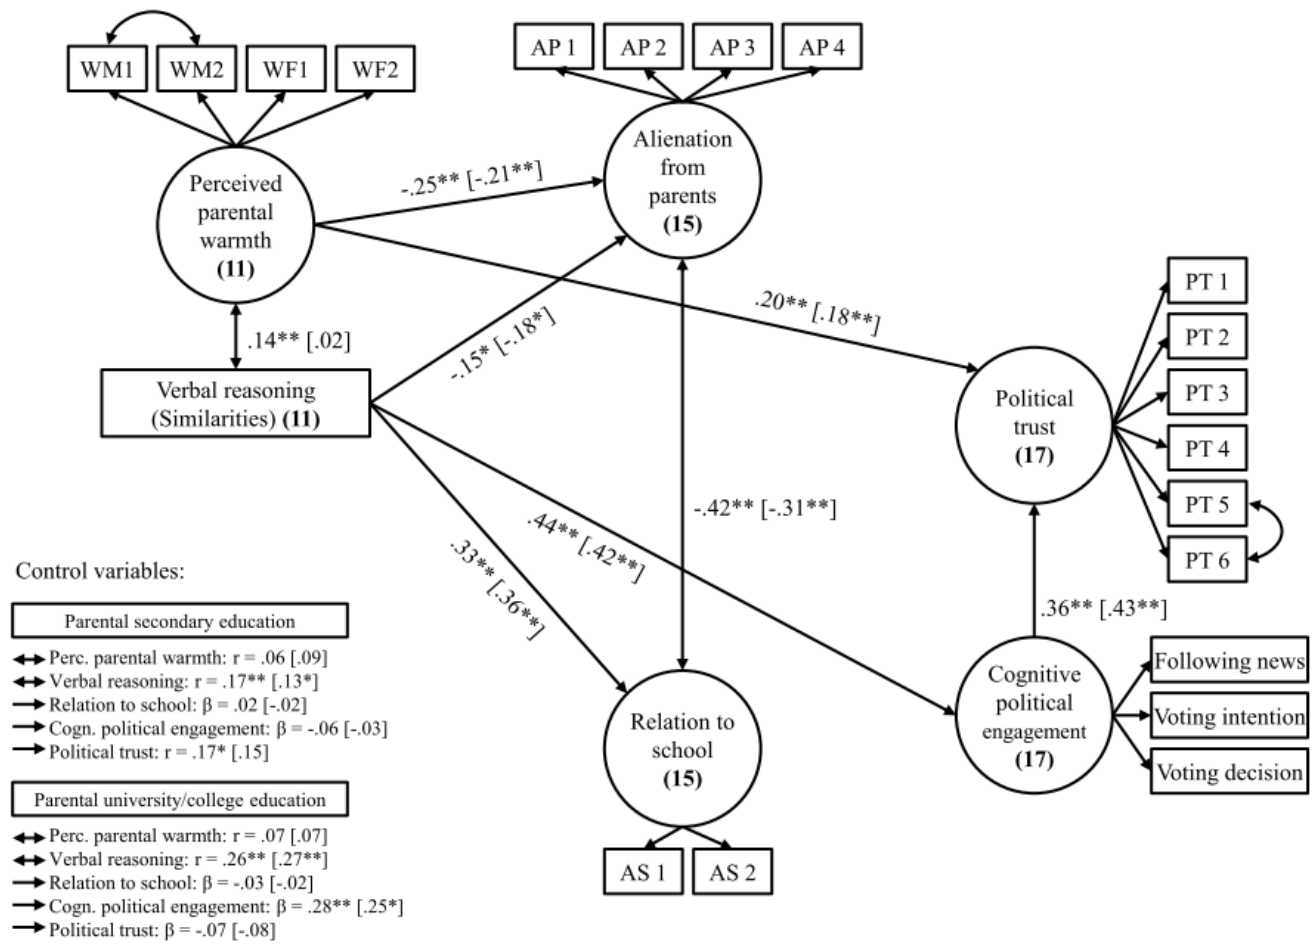 WM1
WM2
WF1
WF2
AP 1
AP 2
AP 3
AP 4
Perceived
parental
warmth
(11)
Alienation
from
parents
(15)
-.25** [-.21**]
.20** [.18**]
.14** [.02]
-.15* [-.18*]
Verbal reasoning
(Similarities) (11)
Political
trust
(17)
PT 1
PT 2
PT 3
PT 4
PT 5
PT 6
-.42** [-.31**]
.44** [.42**]
.33** [.36**]
.36** [.43**]
Relation to
school
(15)
AS 1
AS 2
Cognitive
political
engagement
(17)
Following news
Voting intention
Voting decision
Control variables:
Parental secondary education
Perc. parental warmth: r = .06 [.09]
Verbal reasoning: r = .17** [.13*]
Relation to school: β = .02 [-.02]
Cogn. political engagement: β = -.06 [-.03]
Political trust: r = .17* [.15]
Parental university/college education
Perc. parental warmth: r = .07 [.07]
Verbal reasoning: r = .26** [.27**]
Relation to school: β = -.03 [-.02]
Cogn. political engagement: β = .28** [.25*]
Political trust: β = -.07 [-.08]